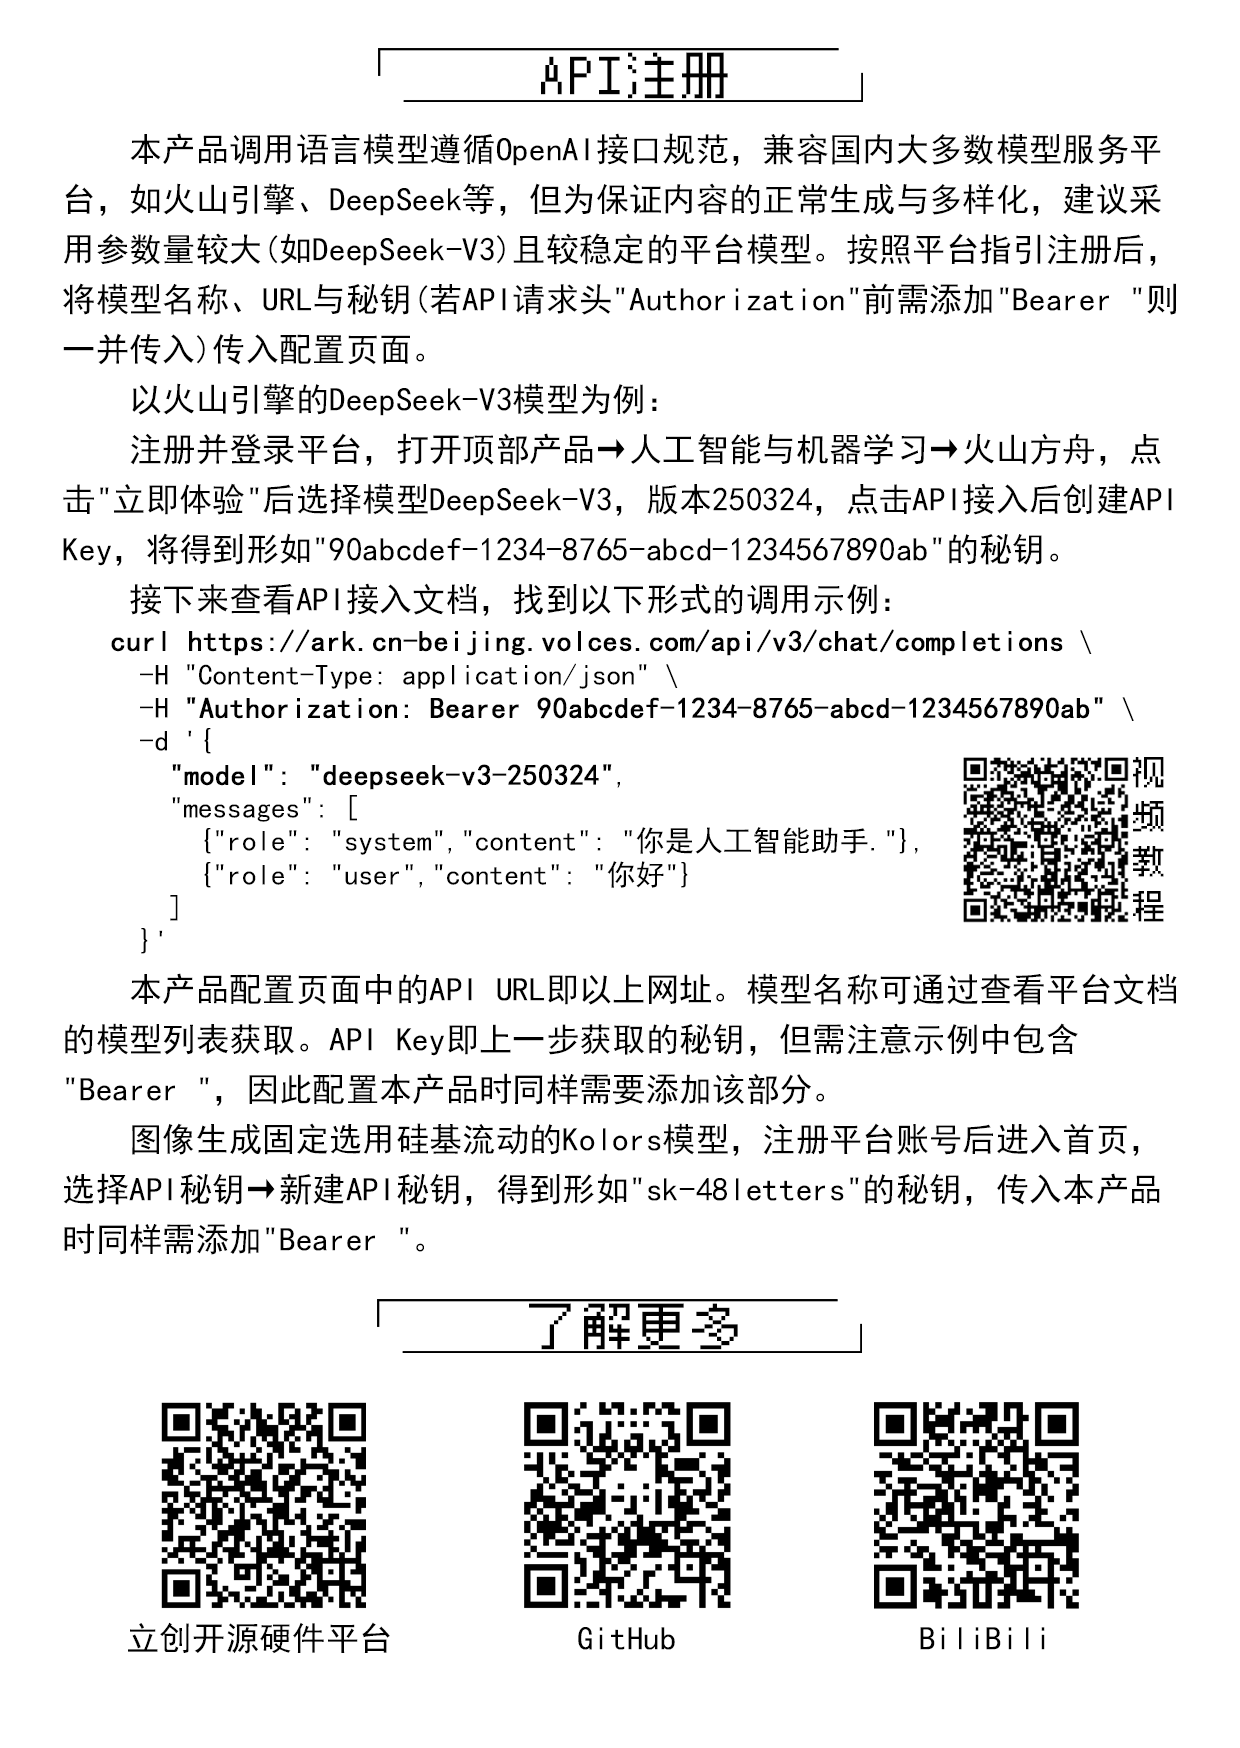 API注册
本产品调用语言模型遵循OpenAI接口规范，兼容国内大多数模型服务平
台，如火山引擎、DeepSeek等，但为保证内容的正常生成与多样化，建议采
用参数量较大(如DeepSeek-V3)且较稳定的平台模型。按照平台指引注册后，
将模型名称、URL与秘钥(若API请求头"Authorization"前需添加"Bearer "则
一并传入)传入配置页面。
以火山引擎的DeepSeek-V3模型为例：
注册并登录平台，打开顶部产品→人工智能与机器学习→火山方舟，点
击"立即体验"后选择模型DeepSeek-V3，版本250324，点击API接入后创建API
Key，将得到形如"90abcdef-1234-8765-abcd-1234567890ab"的秘钥。
接下来查看API接入文档，找到以下形式的调用示例：
curl https://ark.cn-beijing.volces.com/api/v3/chat/completions \
-H "Content-Type: application/json" \
-H "Authorization: Bearer 90abcdef-1234-8765-abcd-1234567890ab" \
-d '{
"model": "deepseek-v3-250324",
"messages": [
{"role": "system","content": "你是人工智能助手."},
{"role": "user","content": "你好"}
]
}'
视频教程
本产品配置页面中的API URL即以上网址。模型名称可通过查看平台文档
的模型列表获取。API Key即上一步获取的秘钥，但需注意示例中包含
"Bearer "，因此配置本产品时同样需要添加该部分。
图像生成固定选用硅基流动的Kolors模型，注册平台账号后进入首页，
选择API秘钥→新建API秘钥，得到形如"sk-48letters"的秘钥，传入本产品
时同样需添加"Bearer "。
了解更多
立创开源硬件平台
GitHub
BiliBili